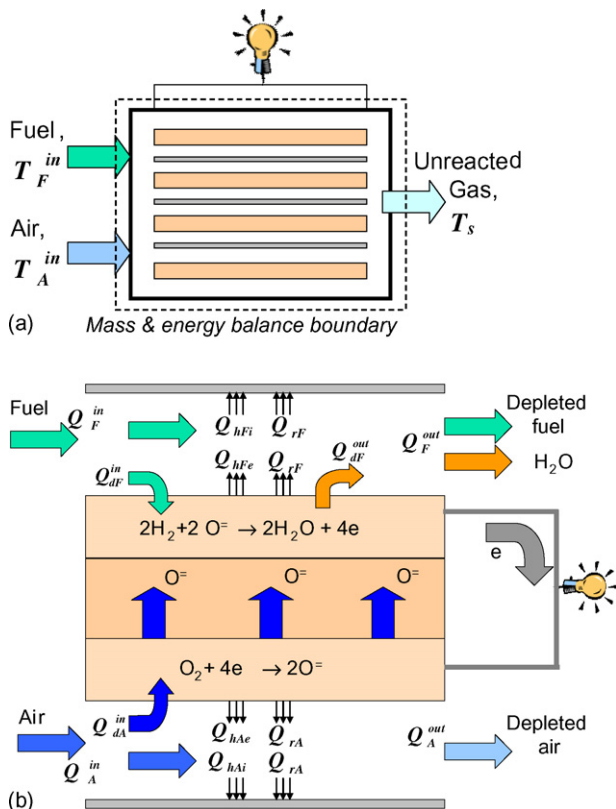 Fuel,
T_F^in
Air,
T_A^in
Unreacted
Gas,
T_s
(a) Mass & energy balance boundary
Fuel
Q_F^in
Q_dF^in
Q_hFi Q_rF
Q_hFe Q_rF
Q_dF^out
Q_F^out
Depleted
fuel
H₂O
2H₂+2 O⁼ → 2H₂O + 4e
e
O⁼ O⁼ O⁼
O₂+ 4e → 2O⁼
Air
Q_A^in
Q_dA^in
Q_hAe Q_rA
Q_hAi Q_rA
Q_A^out
Depleted
air
(b)